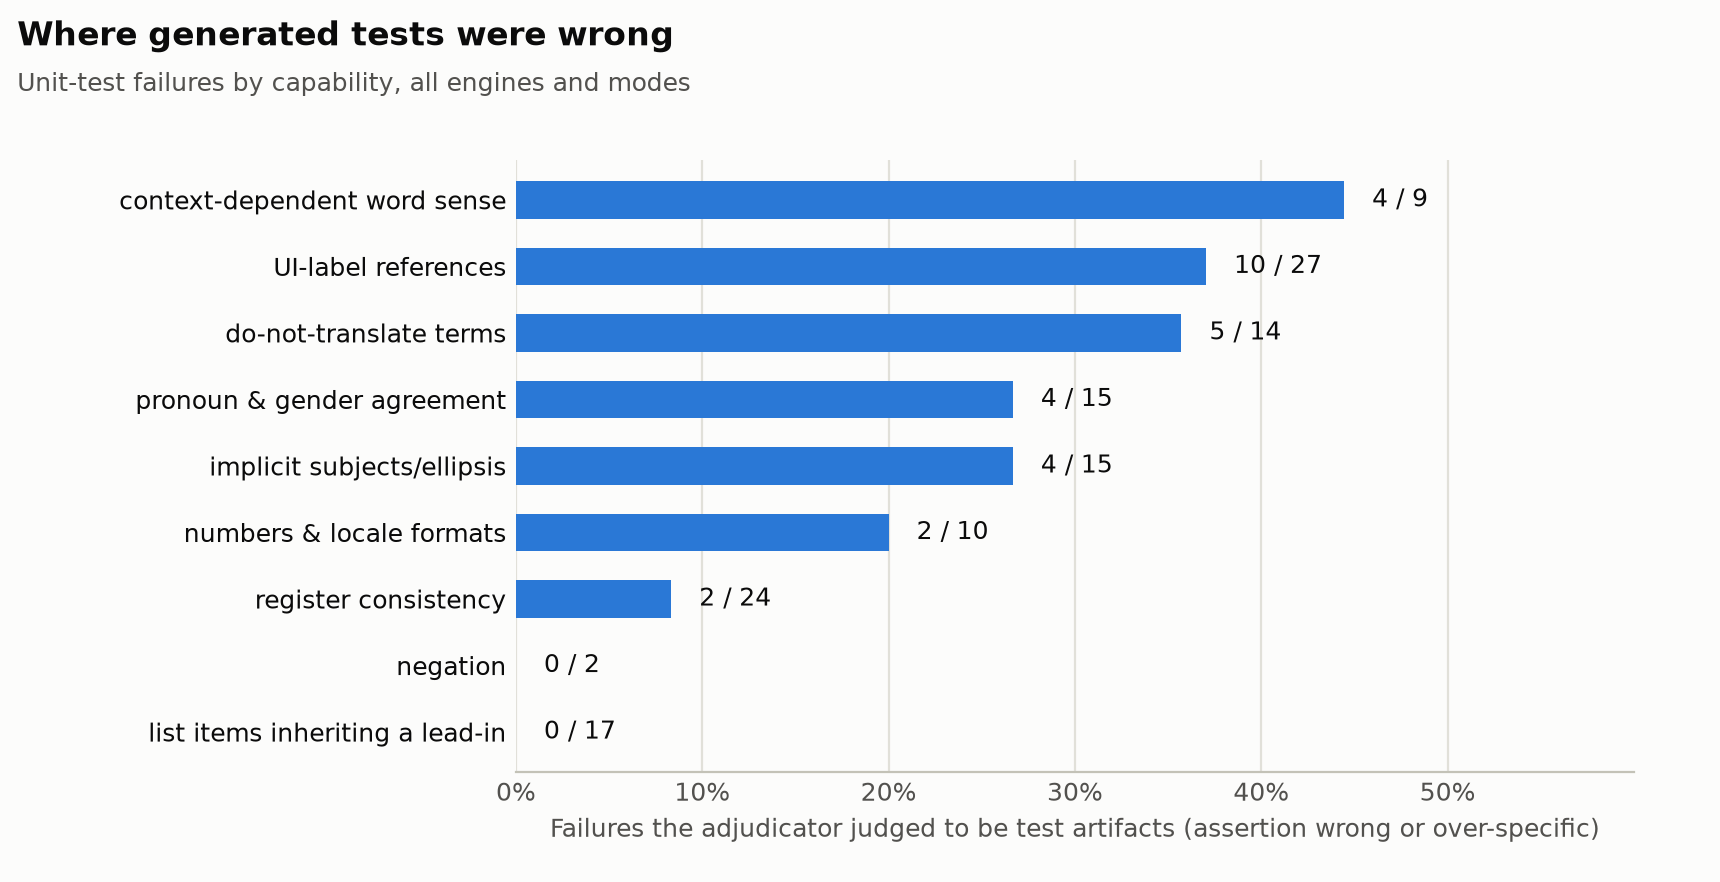 Where generated tests were wrong
Unit-test failures by capability, all engines and modes
context-dependent word sense 4 / 9
UI-label references 10 / 27
do-not-translate terms 5 / 14
pronoun & gender agreement 4 / 15
implicit subjects/ellipsis 4 / 15
numbers & locale formats 2 / 10
register consistency 2 / 24
negation 0 / 2
list items inheriting a lead-in 0 / 17
0% 10% 20% 30% 40% 50%
Failures the adjudicator judged to be test artifacts (assertion wrong or over-specific)